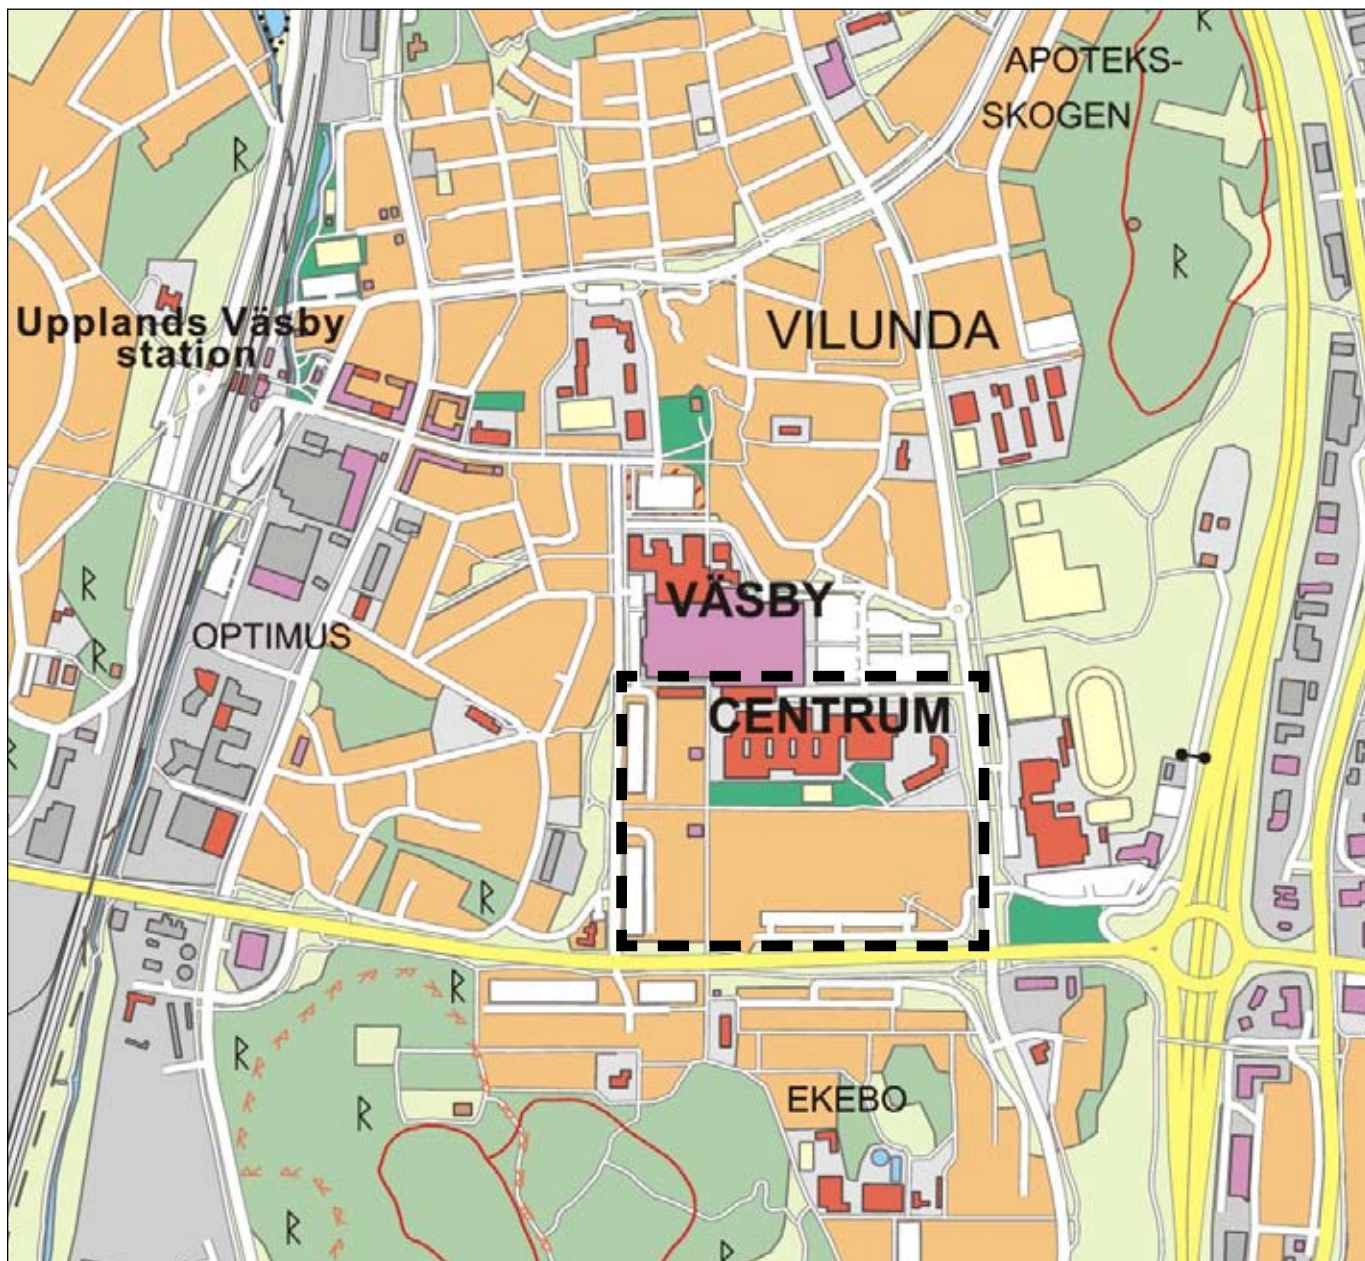 APOTEKS-
SKOGEN
Upplands Väsby
station
VILUNDA
VÄSBY
OPTIMUS
CENTRUM
EKEBO